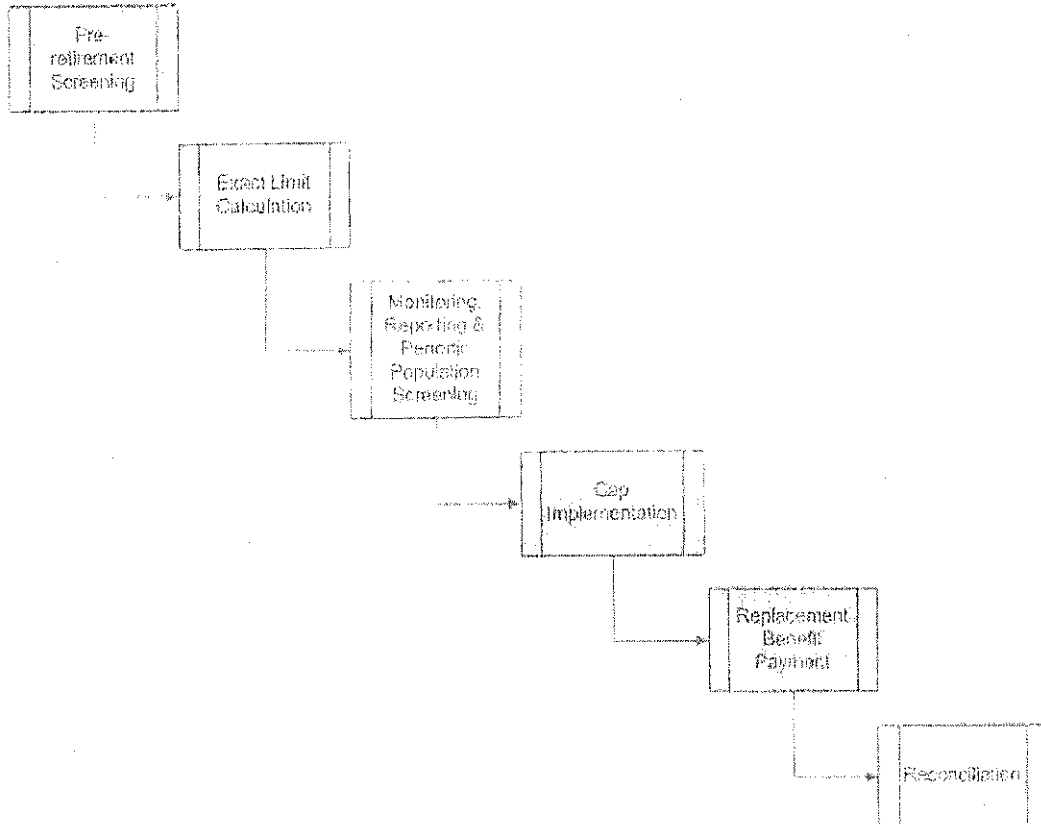 Pre-
retirement
Screening
Exact Limit
Calculation
Monitoring,
Reporting &
Periodic
Population
Screening
Cap
Implementation
Replacement
Benefit
Payment
Reconciliation